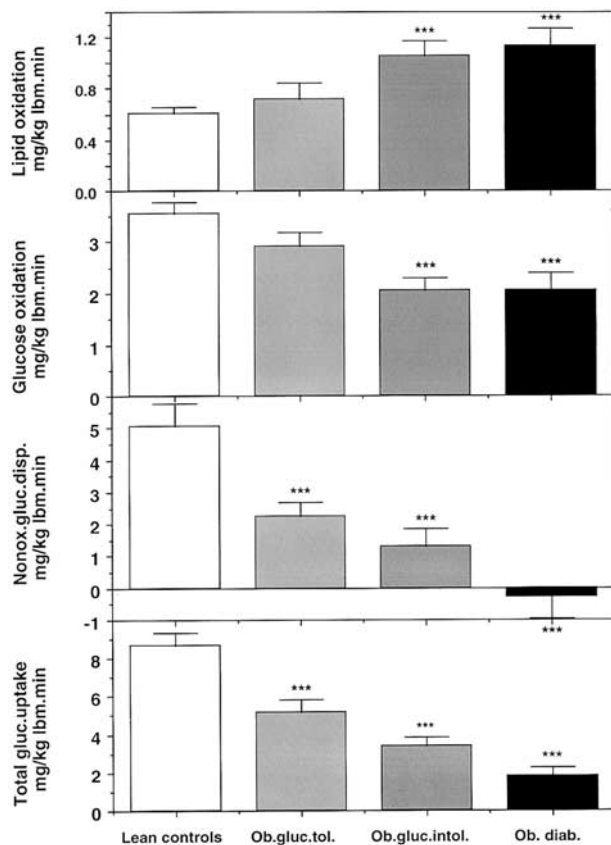 Lipid oxidation
mg/kg lbm.min
1.2
0.8
0.4
0.0
*** ***
Glucose oxidation
mg/kg lbm.min
3
2
1
0
*** ***
Nonox.gluc.disp.
mg/kg lbm.min
5
4
3
2
1
0
-1
*** *** ***
Total gluc.uptake
mg/kg lbm.min
8
6
4
2
0
*** *** ***
Lean controls Ob.gluc.tol. Ob.gluc.intol. Ob. diab.